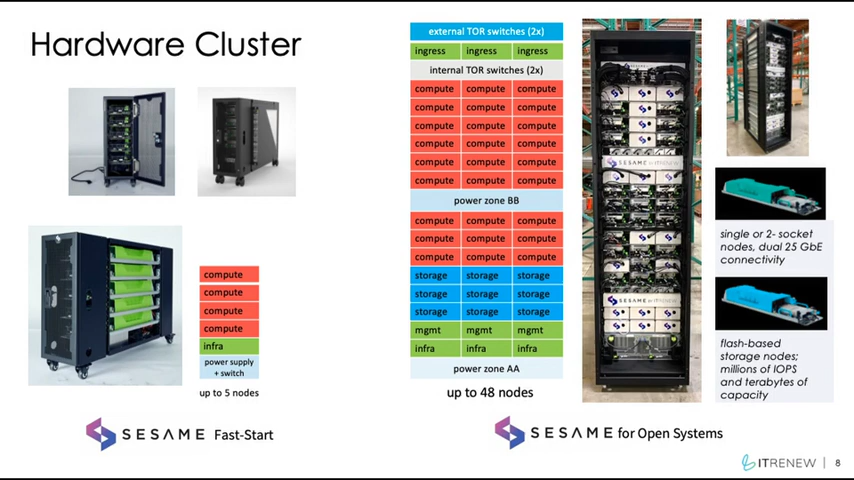 Hardware Cluster
compute
compute
compute
compute
infra
power supply
+ switch
up to 5 nodes
SESAME Fast-Start
external TOR switches (2x)
ingress ingress ingress
internal TOR switches (2x)
compute compute compute
compute compute compute
compute compute compute
compute compute compute
compute compute compute
compute compute compute
power zone BB
compute compute compute
compute compute compute
compute compute compute
storage storage storage
storage storage storage
storage storage storage
mgmt mgmt mgmt
infra infra infra
power zone AA
up to 48 nodes
SESAME for Open Systems
SESAME
SESAME
single or 2- socket
nodes, dual 25 GbE
connectivity
flash-based
storage nodes;
millions of IOPS
and terabytes of
capacity
ITRENEW | 8